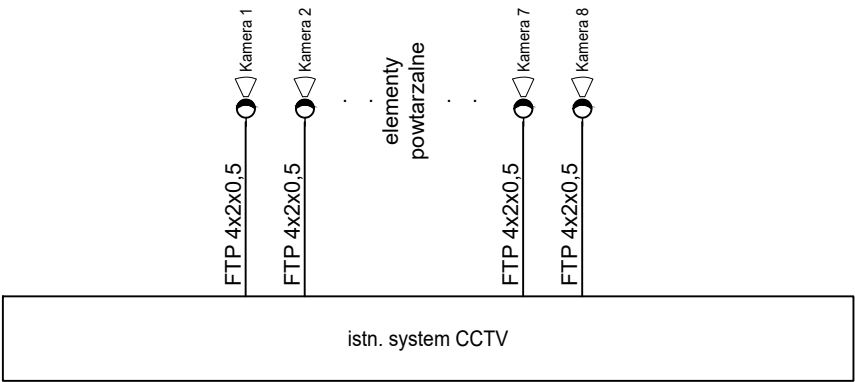 Kamera 1
Kamera 2
elementy
powtarzalne
Kamera 7
Kamera 8
FTP 4x2x0,5
FTP 4x2x0,5
FTP 4x2x0,5
FTP 4x2x0,5
istn. system CCTV